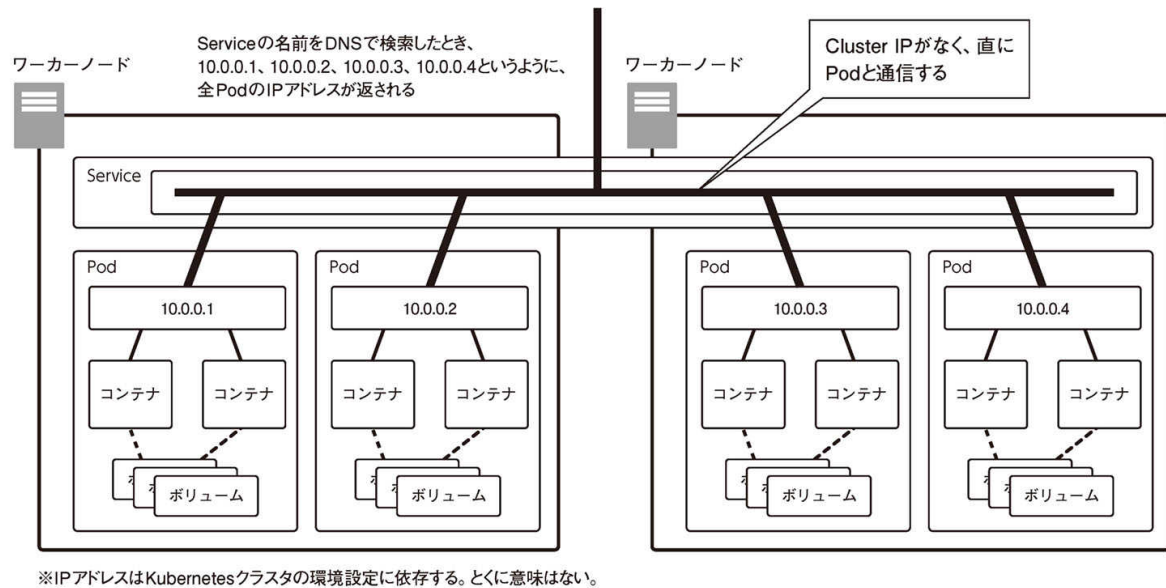 Serviceの名前をDNSで検索したとき、
10.0.0.1、10.0.0.2、10.0.0.3、10.0.0.4というように、
全PodのIPアドレスが返される
Cluster IPがなく、直に
Podと通信する
ワーカーノード
ワーカーノード
Service
Pod
Pod
Pod
Pod
10.0.0.1
10.0.0.2
10.0.0.3
10.0.0.4
コンテナ
コンテナ
コンテナ
コンテナ
コンテナ
コンテナ
コンテナ
コンテナ
ボリューム
ボリューム
ボリューム
ボリューム
※IPアドレスはKubernetesクラスタの環境設定に依存する。とくに意味はない。